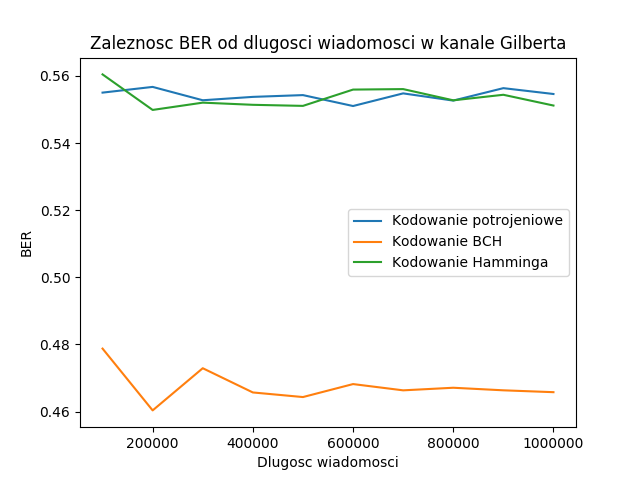 Zaleznosc BER od dlugosci wiadomosci w kanale Gilberta
0.56
0.54
0.52
0.50
0.48
0.46
BER
Kodowanie potrojeniowe
Kodowanie BCH
Kodowanie Hamminga
200000 400000 600000 800000 1000000
Dlugosc wiadomosci